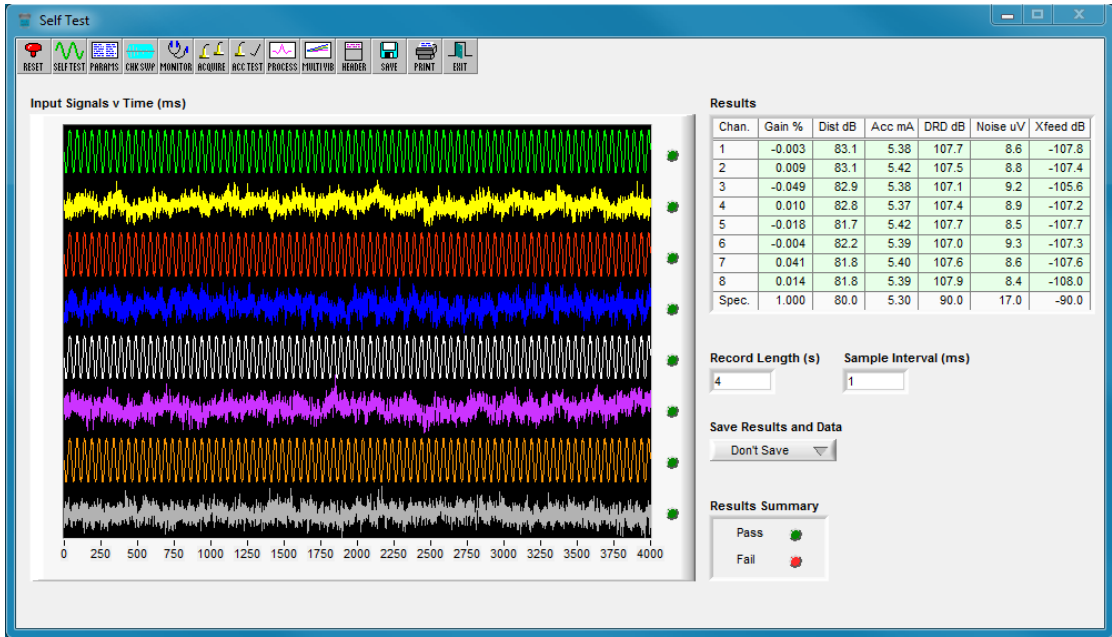 Self Test
RESET SELF TEST PARAMS CHK SWP MONITOR ACQUIRE ACC TEST PROCESS MULTI VIB HEADER SAVE PRINT EXIT
Input Signals v Time (ms)
0 250 500 750 1000 1250 1500 1750 2000 2250 2500 2750 3000 3250 3500 3750 4000
Results
Chan. Gain % Dist dB Acc mA DRD dB Noise uV Xfeed dB
1 -0.003 83.1 5.38 107.7 8.6 -107.8
2 0.009 83.1 5.42 107.5 8.8 -107.4
3 -0.049 82.9 5.38 107.1 9.2 -105.6
4 0.010 82.8 5.37 107.4 8.9 -107.2
5 -0.018 81.7 5.42 107.7 8.5 -107.7
6 -0.004 82.2 5.39 107.0 9.3 -107.3
7 0.041 81.8 5.40 107.6 8.6 -107.6
8 0.014 81.8 5.39 107.9 8.4 -108.0
Spec. 1.000 80.0 5.30 90.0 17.0 -90.0
Record Length (s) Sample Interval (ms)
4 1
Save Results and Data
Don't Save
Results Summary
Pass
Fail